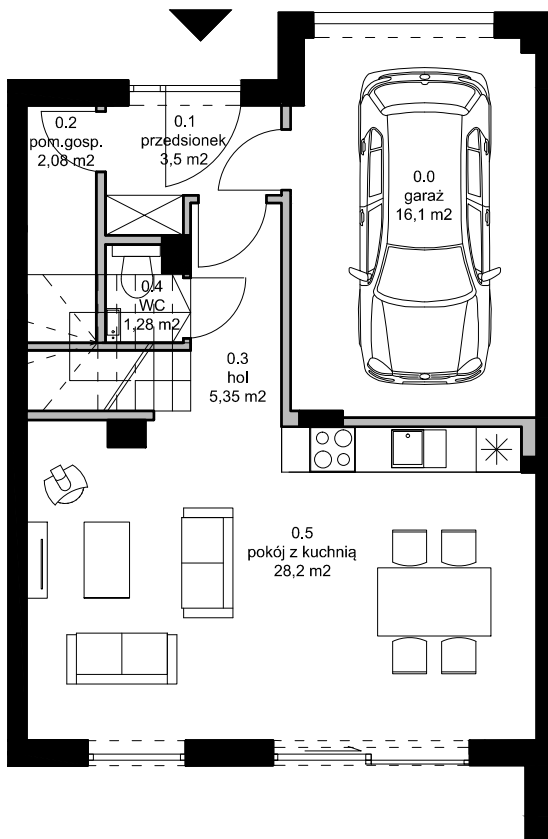 0.1
przedsionek
3,5 m2
0.2
pom.gosp.
2,08 m2
0.0
garaż
16,1 m2
0.4
WC
1,28 m2
0.3
hol
5,35 m2
0.5
pokój z kuchnią
28,2 m2